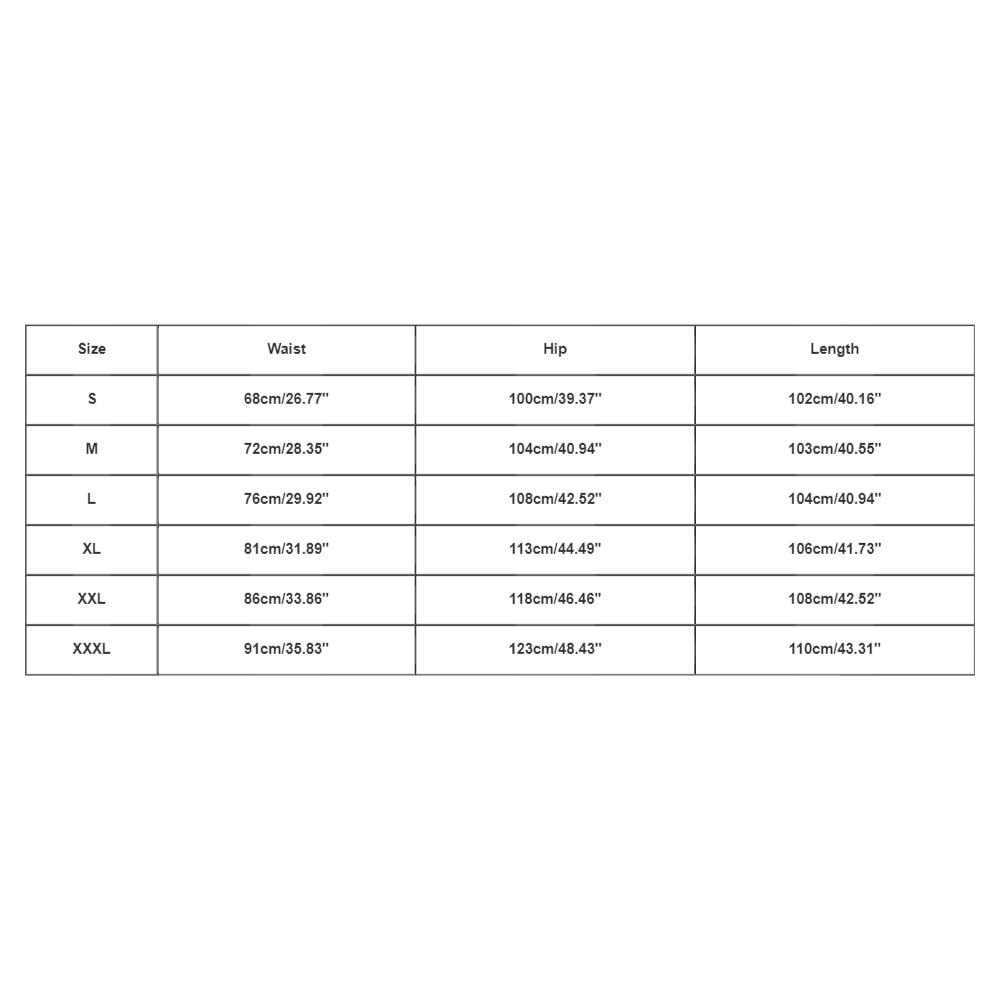 Size Waist Hip Length
S 68cm/26.77" 100cm/39.37" 102cm/40.16"
M 72cm/28.35" 104cm/40.94" 103cm/40.55"
L 76cm/29.92" 108cm/42.52" 104cm/40.94"
XL 81cm/31.89" 113cm/44.49" 106cm/41.73"
XXL 86cm/33.86" 118cm/46.46" 108cm/42.52"
XXXL 91cm/35.83" 123cm/48.43" 110cm/43.31"